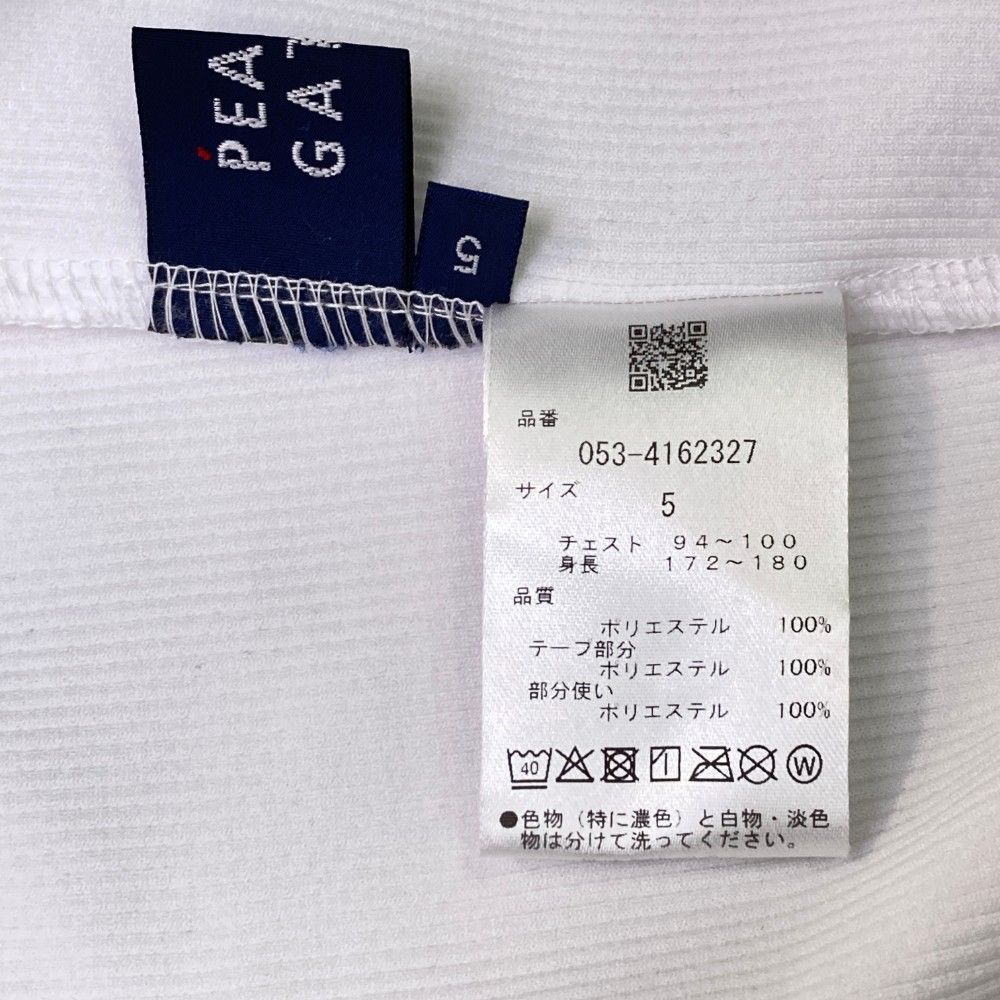 PEA
GA
5
品番
053-4162327
サイズ
5
チェスト 94～100
身長 172～180
品質
ポリエステル 100%
テープ部分
ポリエステル 100%
部分使い
ポリエステル 100%
40
W
●色物（特に濃色）と白物・淡色
物は分けて洗ってください。